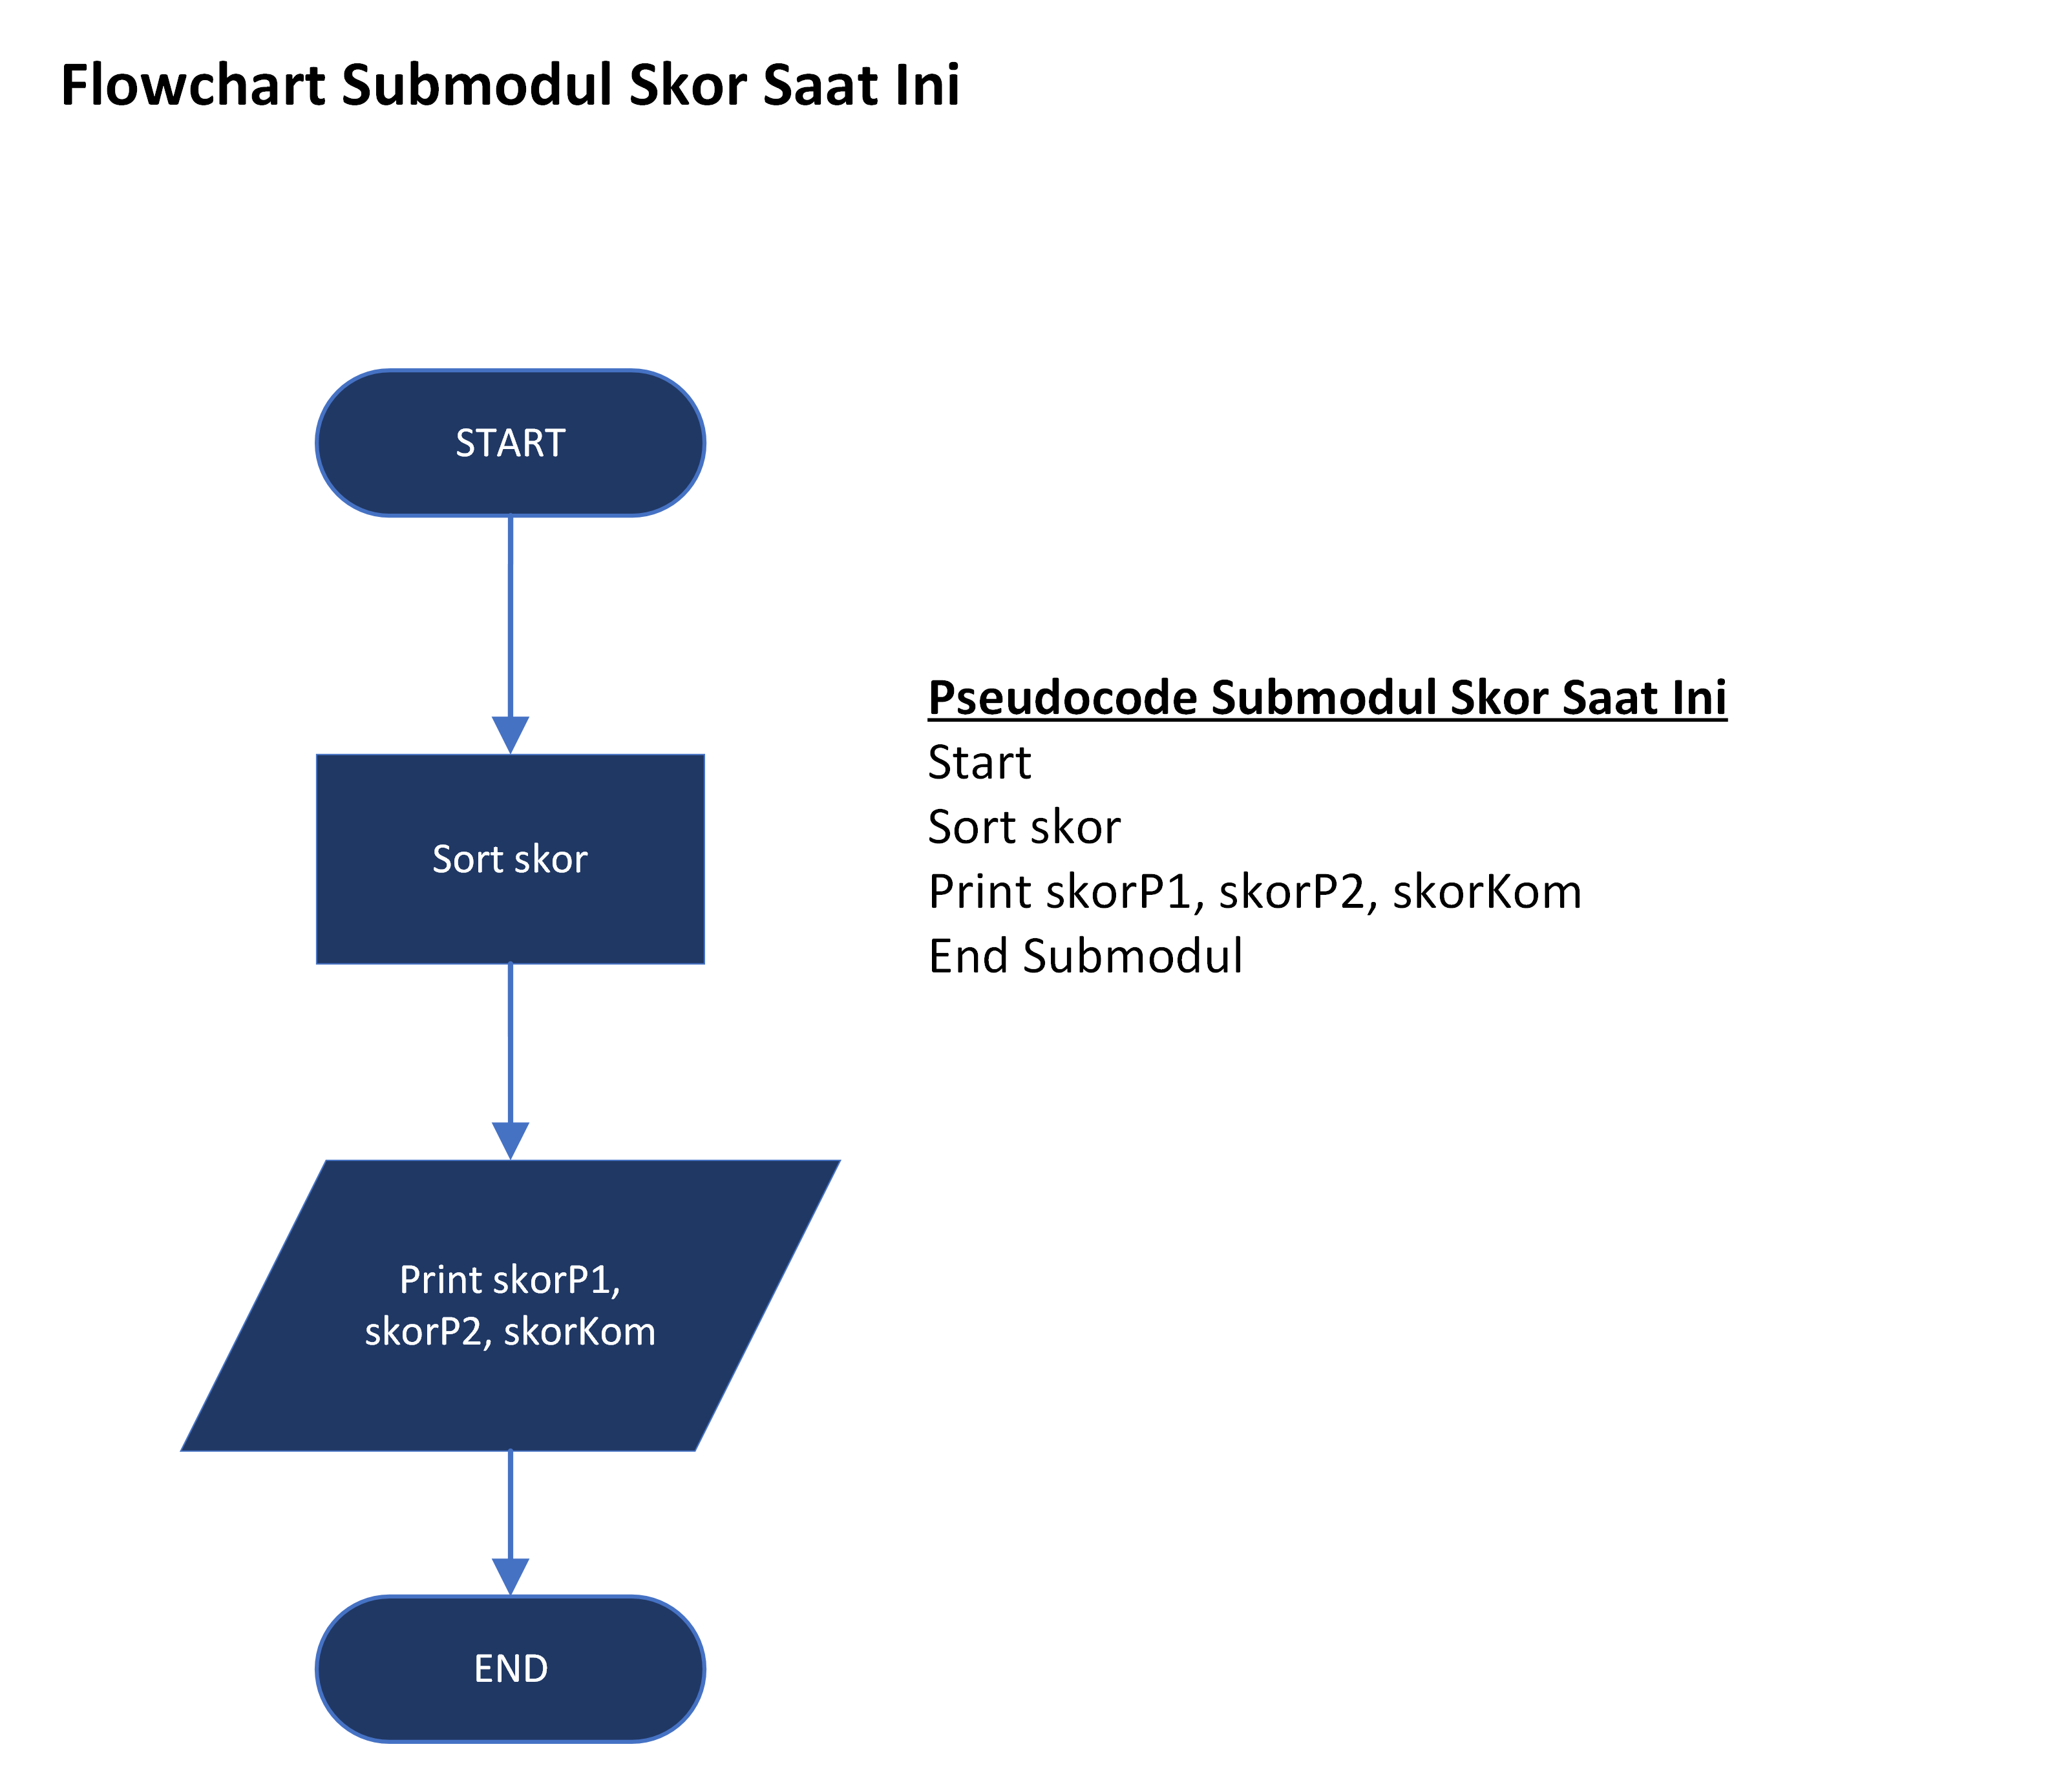 Flowchart Submodul Skor Saat Ini
START
Sort skor
Print skorP1,
skorP2, skorKom
END
Pseudocode Submodul Skor Saat Ini
Start
Sort skor
Print skorP1, skorP2, skorKom
End Submodul